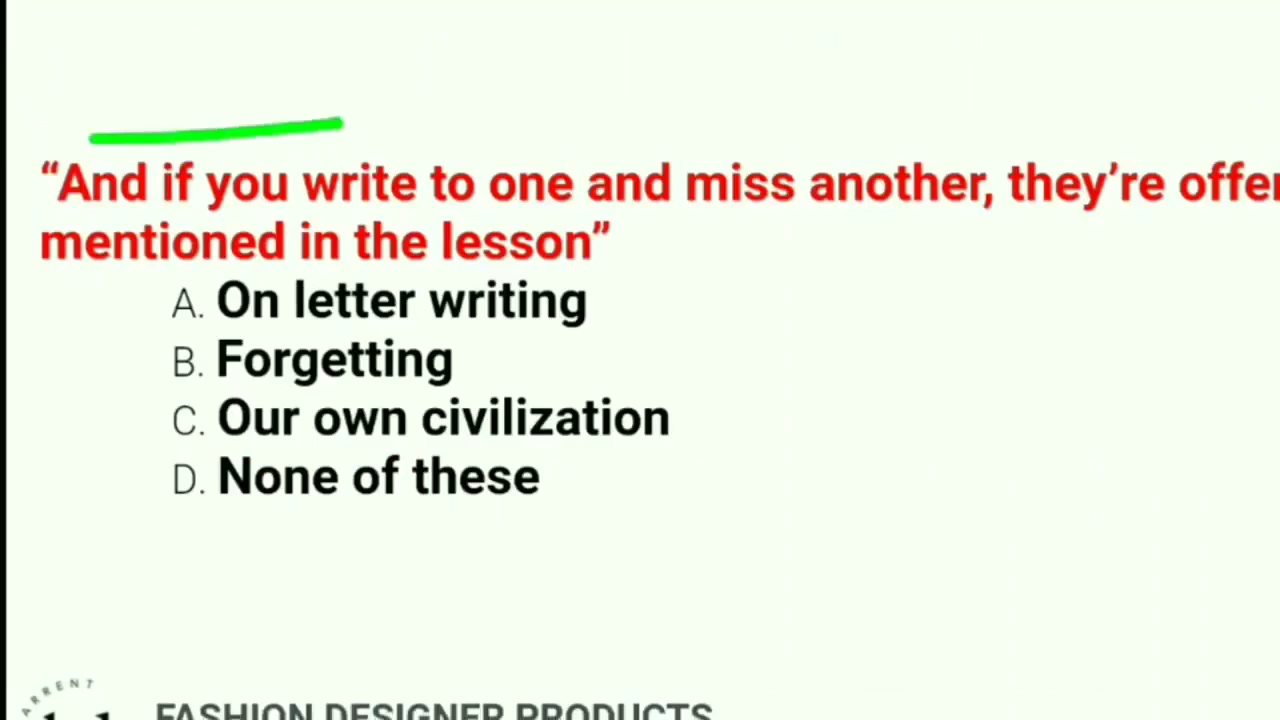 “And if you write to one and miss another, they’re
mentioned in the lesson”
A. On letter writing
B. Forgetting
C. Our own civilization
D. None of these
FASHION DESIGNER PRODUCTS